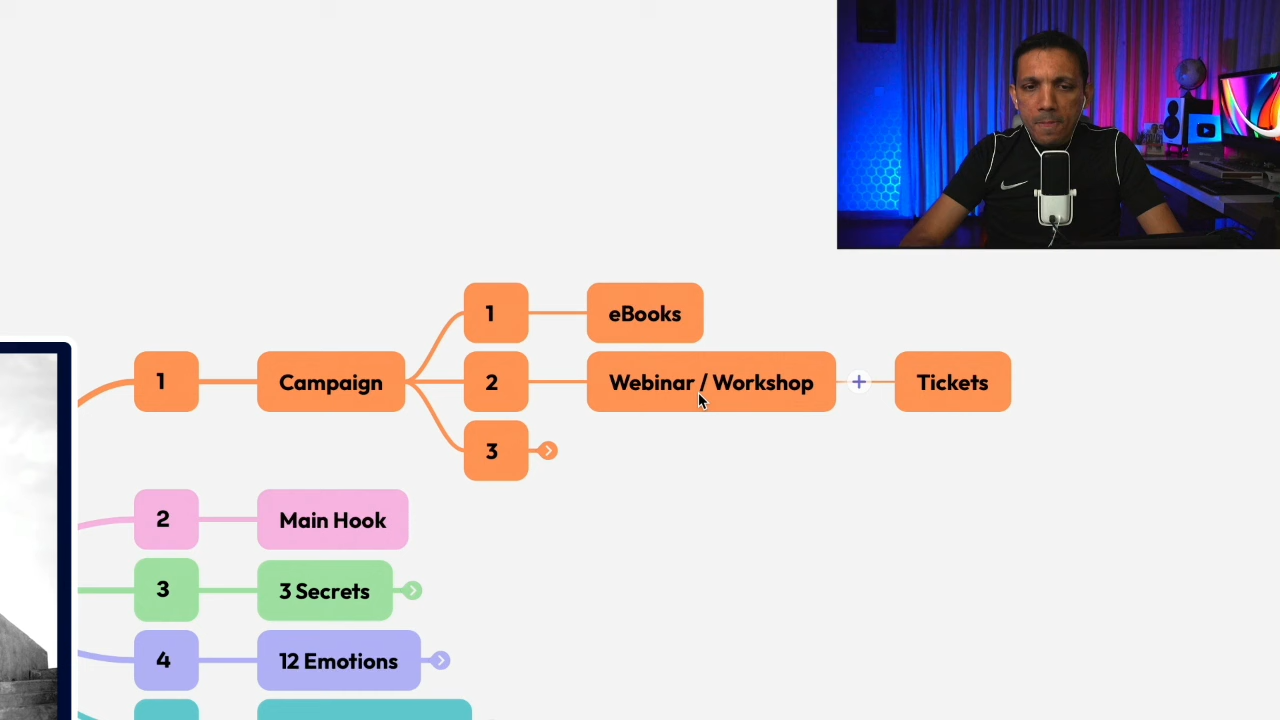 1
eBooks
1
Campaign
2
Webinar / Workshop
Tickets
3
2
Main Hook
3
3 Secrets
4
12 Emotions